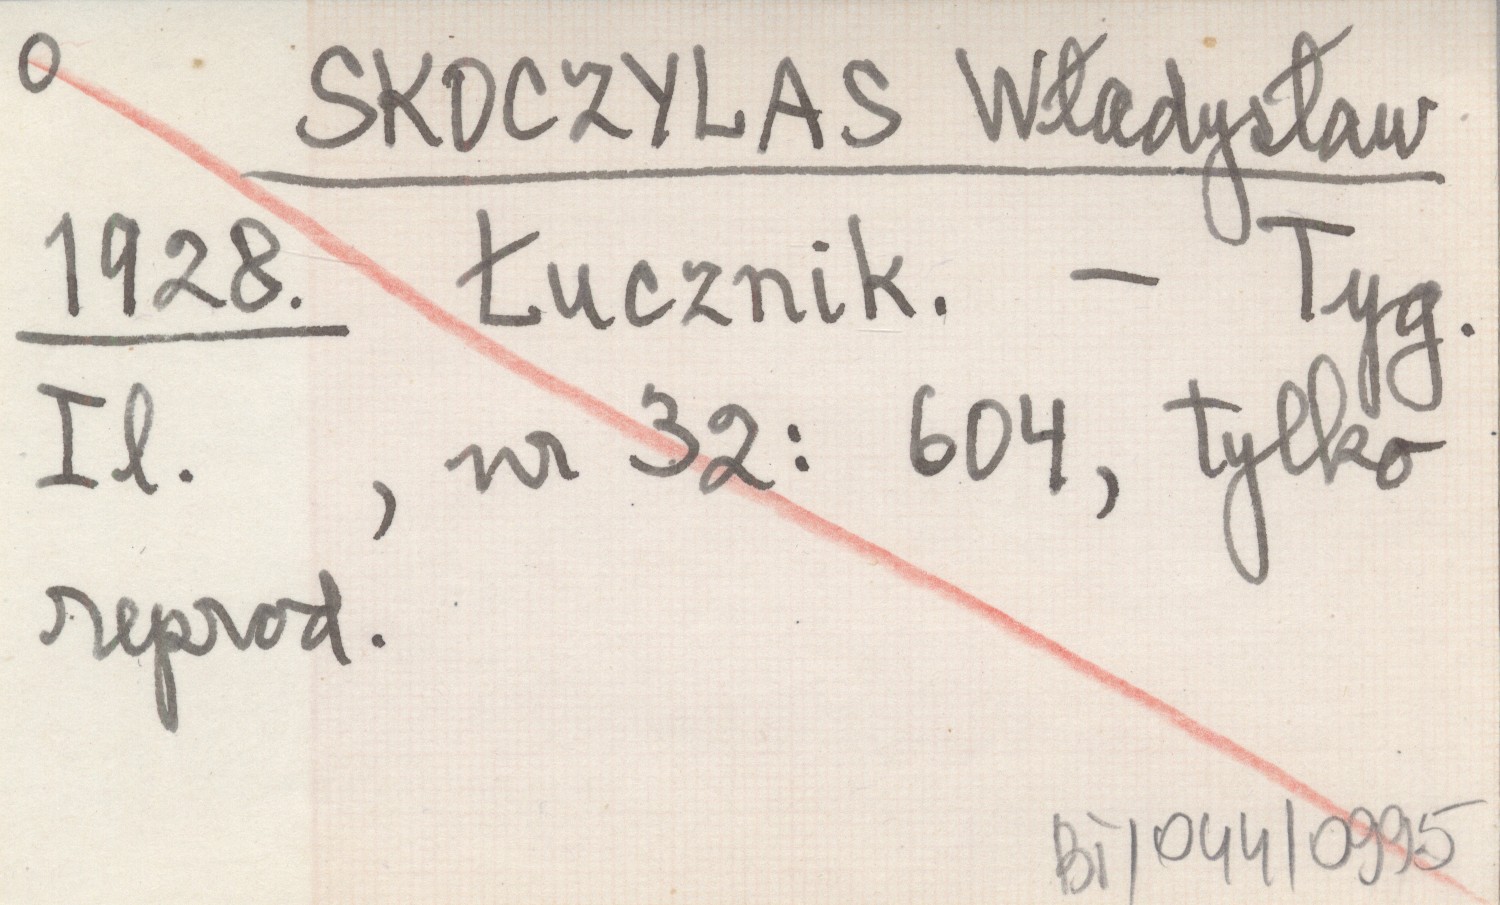 O SKOCZYLAS Władysław
1928. Łucznik. - Tyg.
Il. , nr 32: 604, tylko
reprod.
BI/044/0995